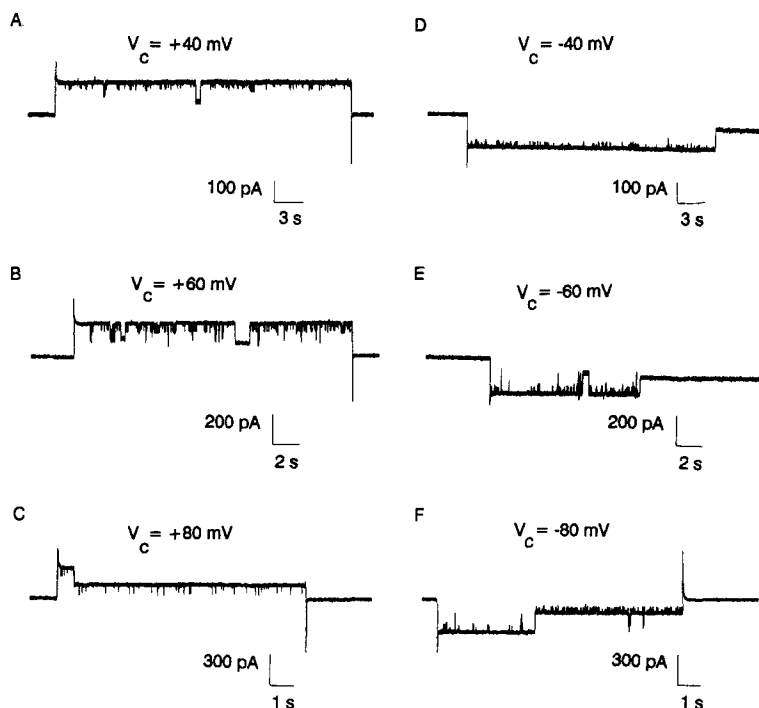 A
V_c = +40 mV
100 pA
3 s
B
V_c = +60 mV
200 pA
2 s
C
V_c = +80 mV
300 pA
1 s
D
V_c = -40 mV
100 pA
3 s
E
V_c = -60 mV
200 pA
2 s
F
V_c = -80 mV
300 pA
1 s